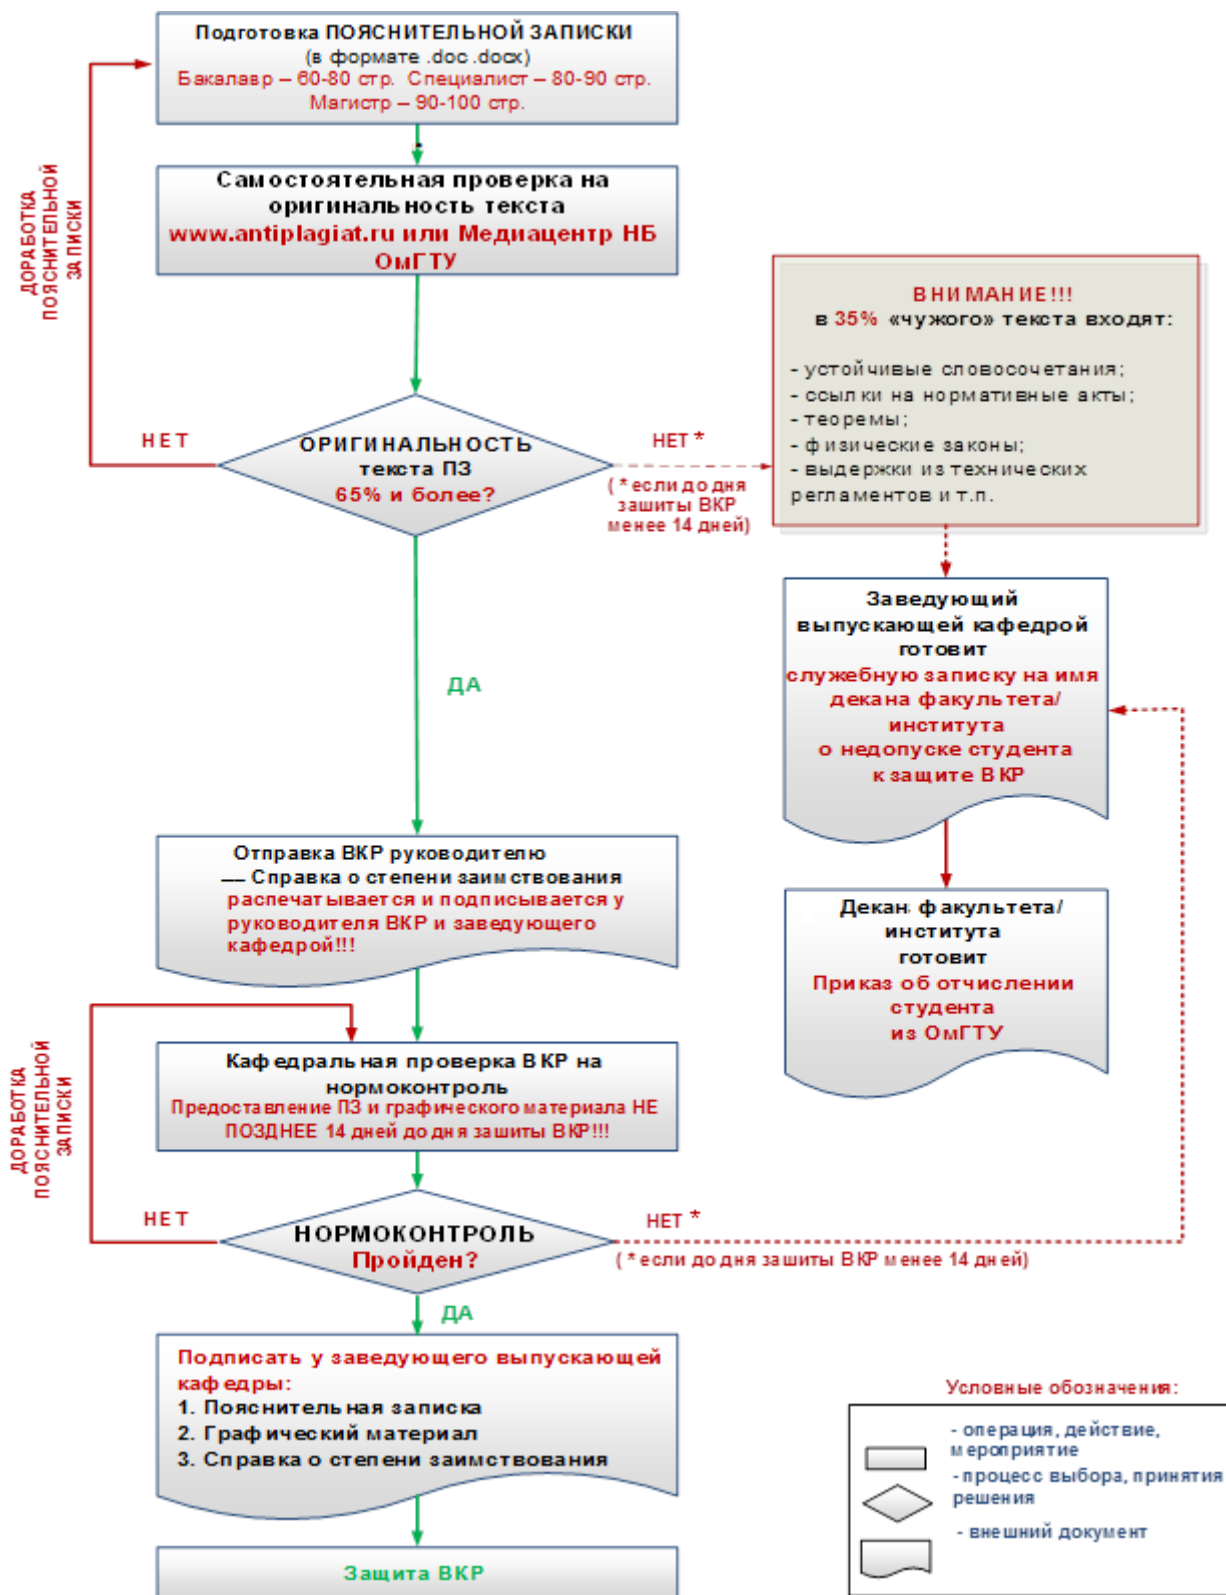 Подготовка ПОЯСНИТЕЛЬНОЙ ЗАПИСКИ
(в формате .doc .docx)
Бакалавр – 60-80 стр. Специалист – 80-90 стр.
Магистр – 90-100 стр.
ДОРАБОТКА
ПОЯСНИТЕЛЬНОЙ
ЗАПИСКИ
Самостоятельная проверка на
оригинальность текста
www.antiplagiat.ru или Медиацентр НБ
ОмГТУ
ВНИМАНИЕ!!!
в 35% «чужого» текста входят:
- устойчивые словосочетания;
- ссылки на нормативные акты;
- теоремы;
- физические законы;
- выдержки из технических
регламентов и т.п.
НЕТ
ОРИГИНАЛЬНОСТЬ
текста ПЗ
65% и более?
НЕТ *
( * если до дня
зашиты ВКР
менее 14 дней)
Заведующий
выпускающей кафедрой
готовит
служебную записку на имя
декана факультета/
института
о недопуске студента
к защите ВКР
ДА
Отправка ВКР руководителю
— Справка о степени заимствования
распечатывается и подписывается у
руководителя ВКР и заведующего
кафедрой!!!
Декан факультета/
института
готовит
Приказ об отчислении
студента
из ОмГТУ
ДОРАБОТКА
ПОЯСНИТЕЛЬНОЙ
ЗАПИСКИ
Кафедральная проверка ВКР на
нормоконтроль
Предоставление ПЗ и графического материала НЕ
ПОЗДНЕЕ 14 дней до дня зашиты ВКР!!!
НЕТ
НОРМОКОНТРОЛЬ
Пройден?
НЕТ *
( * если до дня зашиты ВКР менее 14 дней)
ДА
Подписать у заведующего выпускающей
кафедры:
1. Пояснительная записка
2. Графический материал
3. Справка о степени заимствования
Защита ВКР
Условные обозначения:
- операция, действие,
мероприятие
- процесс выбора, принятия
решения
- внешний документ